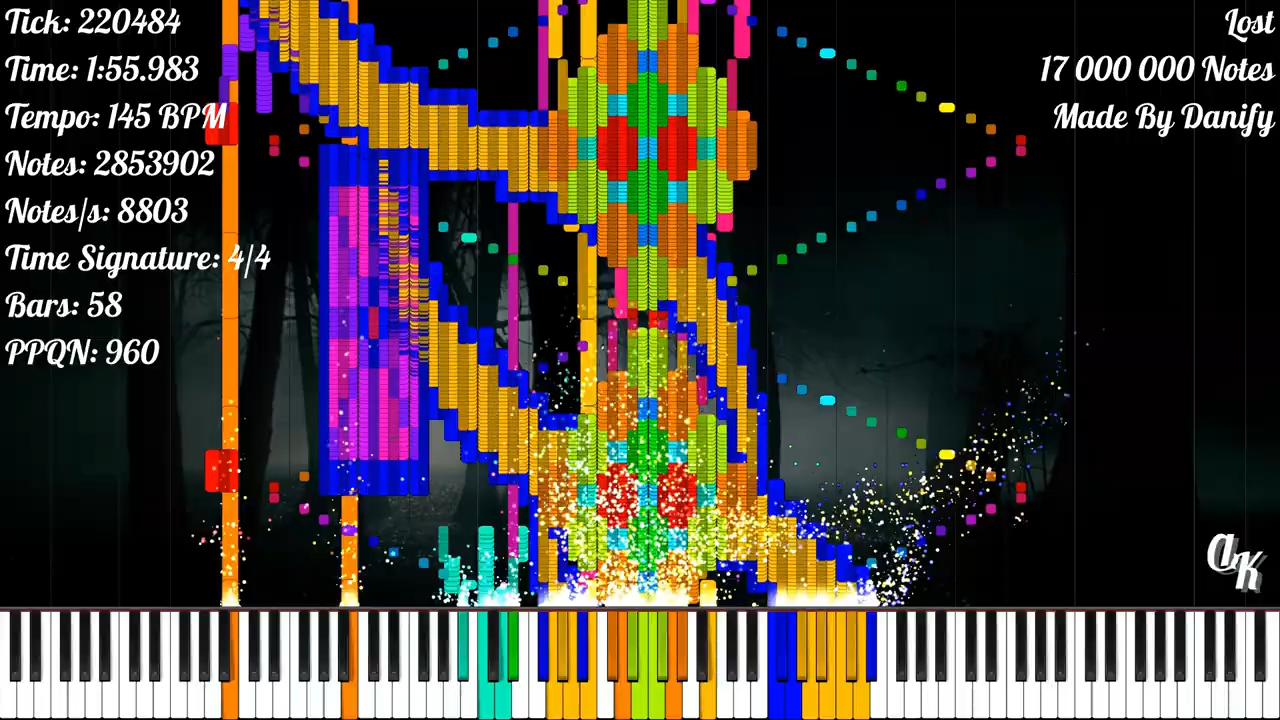 Tick: 220484
Time: 1:55.983
Tempo: 145 BPM
Notes: 2853902
Notes/s: 8803
Time Signature: 4/4
Bars: 58
PPQN: 960
Lost
17 000 000 Notes
Made By Danify
AK